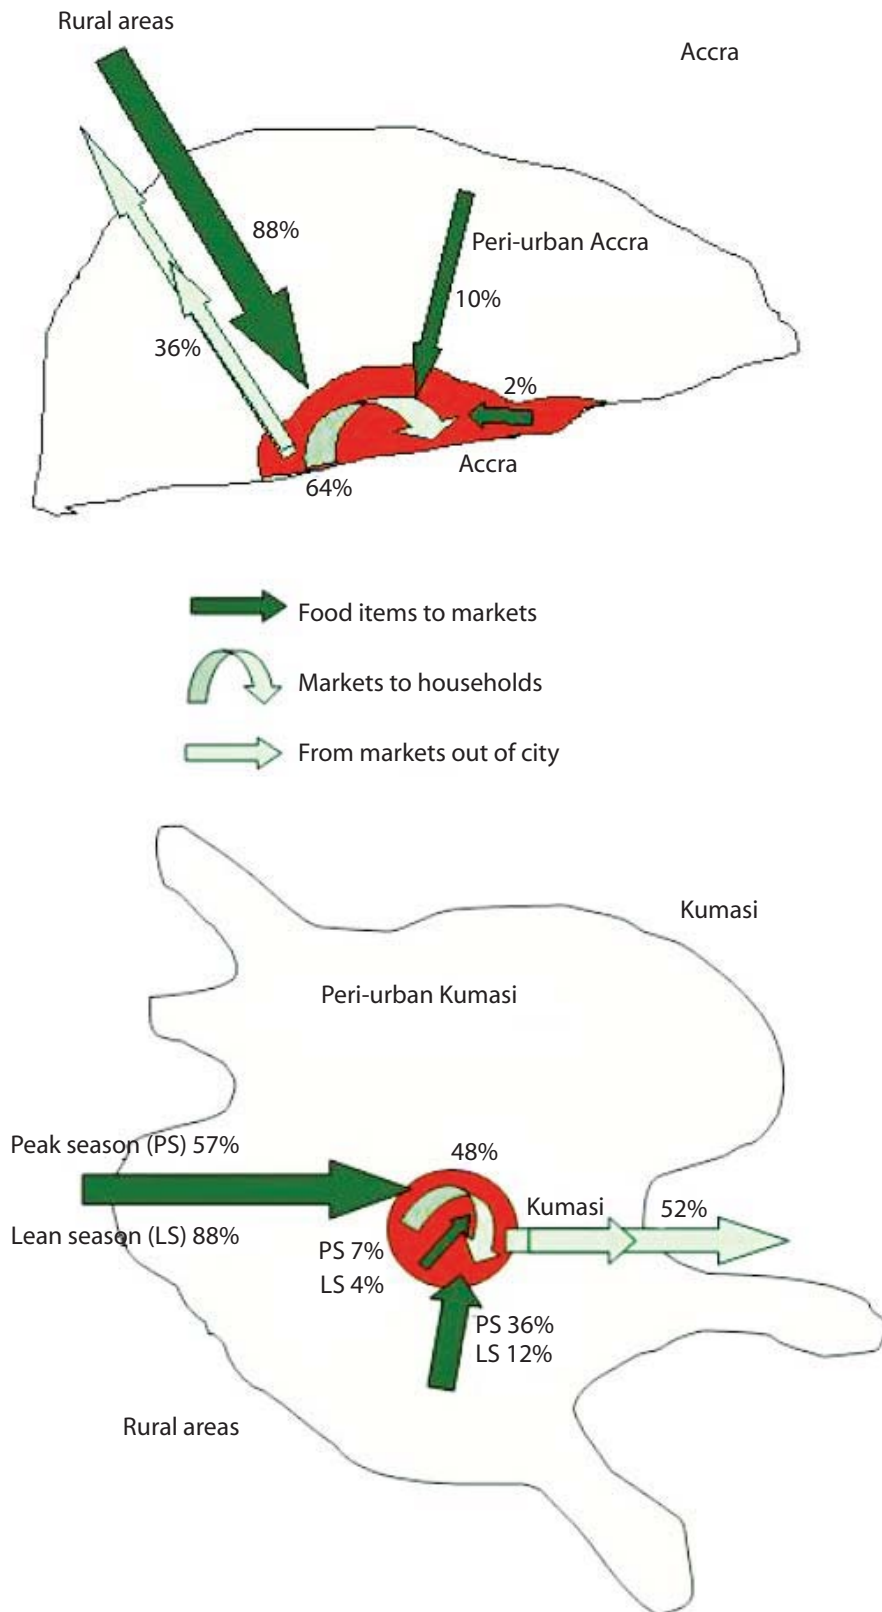 Rural areas
Accra
88%
Peri-urban Accra
10%
36%
2%
Accra
64%
Food items to markets
Markets to households
From markets out of city
Kumasi
Peri-urban Kumasi
Peak season (PS) 57%
48%
Kumasi
52%
Lean season (LS) 88%
PS 7%
LS 4%
PS 36%
LS 12%
Rural areas